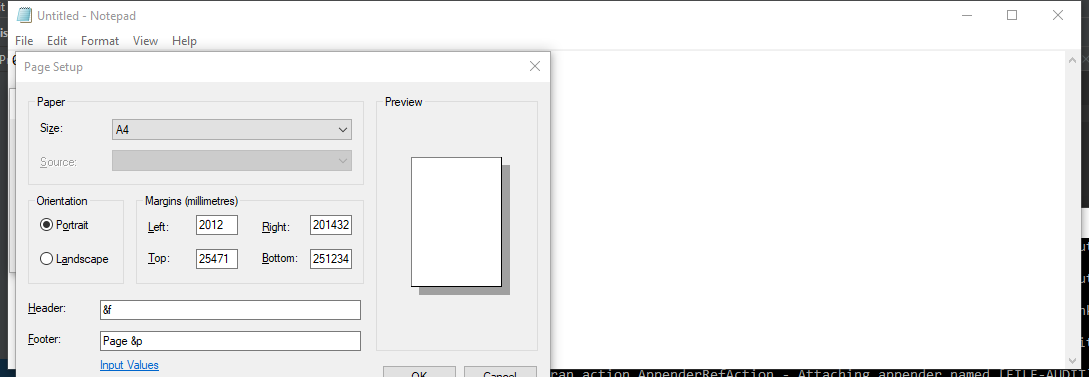 Untitled - Notepad
File Edit Format View Help
Page Setup
Paper
Size: A4
Source:
Preview
Orientation
Portrait
Landscape
Margins (millimetres)
Left: 2012 Right: 201432
Top: 25471 Bottom: 251234
Header: &f
Footer: Page &p
Input Values
OK Cancel
ran action AppenderRefAction - Attaching appender named [FILE-AUDIT